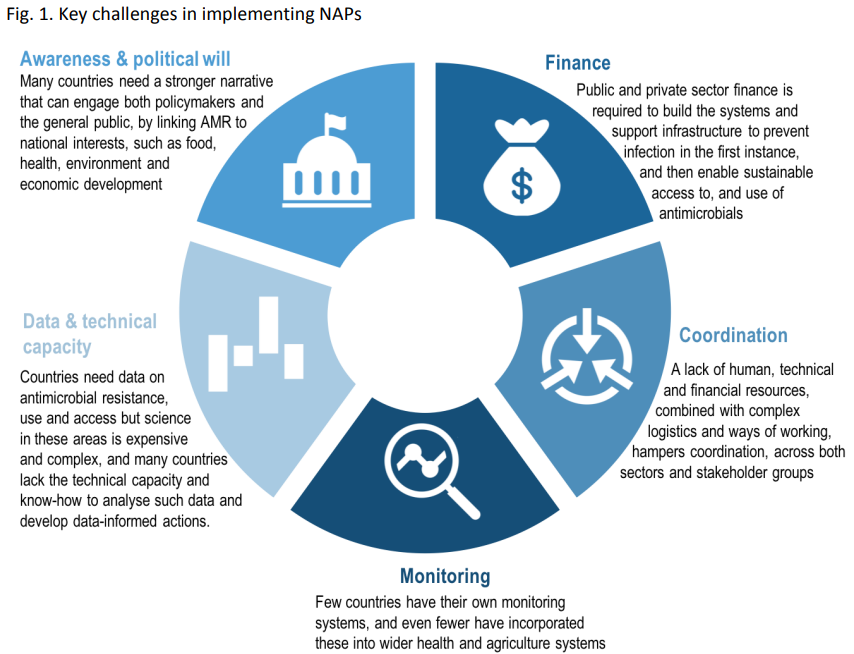 Fig. 1. Key challenges in implementing NAPs
Awareness & political will
Many countries need a stronger narrative
that can engage both policymakers and
the general public, by linking AMR to
national interests, such as food,
health, environment and
economic development
Finance
Public and private sector finance is
required to build the systems and
support infrastructure to prevent
infection in the first instance,
and then enable sustainable
access to, and use of
antimicrobials
$
Data & technical
capacity
Countries need data on
antimicrobial resistance,
use and access but science
in these areas is expensive
and complex, and many countries
lack the technical capacity and
know-how to analyse such data and
develop data-informed actions.
Coordination
A lack of human, technical
and financial resources,
combined with complex
logistics and ways of working,
hampers coordination, across both
sectors and stakeholder groups
Monitoring
Few countries have their own monitoring
systems, and even fewer have incorporated
these into wider health and agriculture systems